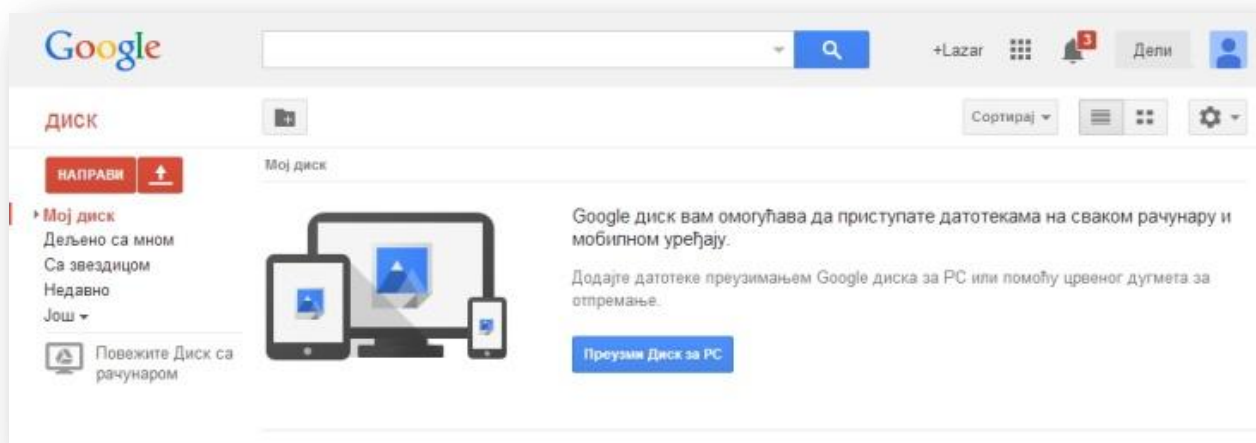 Google
+Lazar
3
Дели
диск
Сортирај
НАПРАВИ
Мој диск
Мој диск
Дељено са мном
Са звездицом
Недавно
Још
Повежите Диск са
рачунаром
Google диск вам омогућава да приступате датотекама на сваком рачунару и
мобилном уређају.
Додајте датотеке преузимањем Google диска за PC или помоћу црвеног дугмета за
отпремање.
Преузми Диск за PC